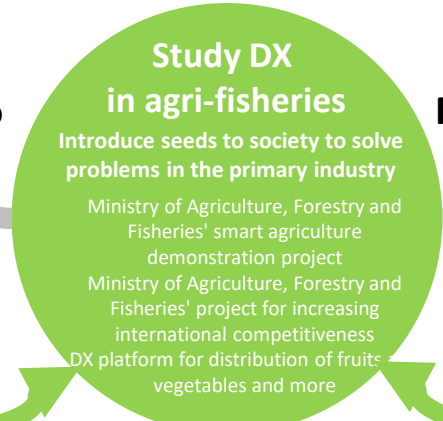 Study DX
in agri-fisheries
Introduce seeds to society to solve
problems in the primary industry
Ministry of Agriculture, Forestry and
Fisheries' smart agriculture
demonstration project
Ministry of Agriculture, Forestry and
Fisheries' project for increasing
international competitiveness
DX platform for distribution of fruits
vegetables and more